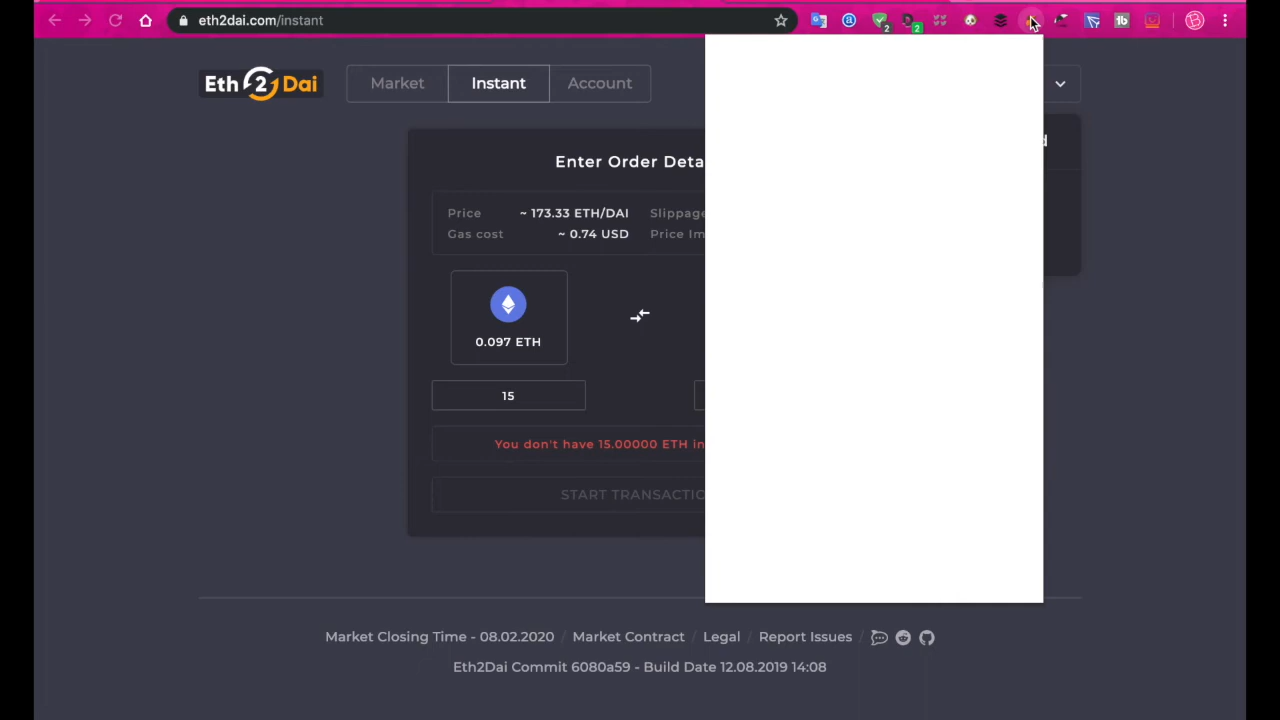 eth2dai.com/instant
2
2
Eth2Dai
Market
Instant
Account
Enter Order Deta
Price ~ 173.33 ETH/DAI Slippage
Gas cost ~ 0.74 USD Price Im
0.097 ETH
15
You don't have 15.00000 ETH in
START TRANSACTIO
Market Closing Time - 08.02.2020 / Market Contract / Legal / Report Issues /
Eth2Dai Commit 6080a59 - Build Date 12.08.2019 14:08